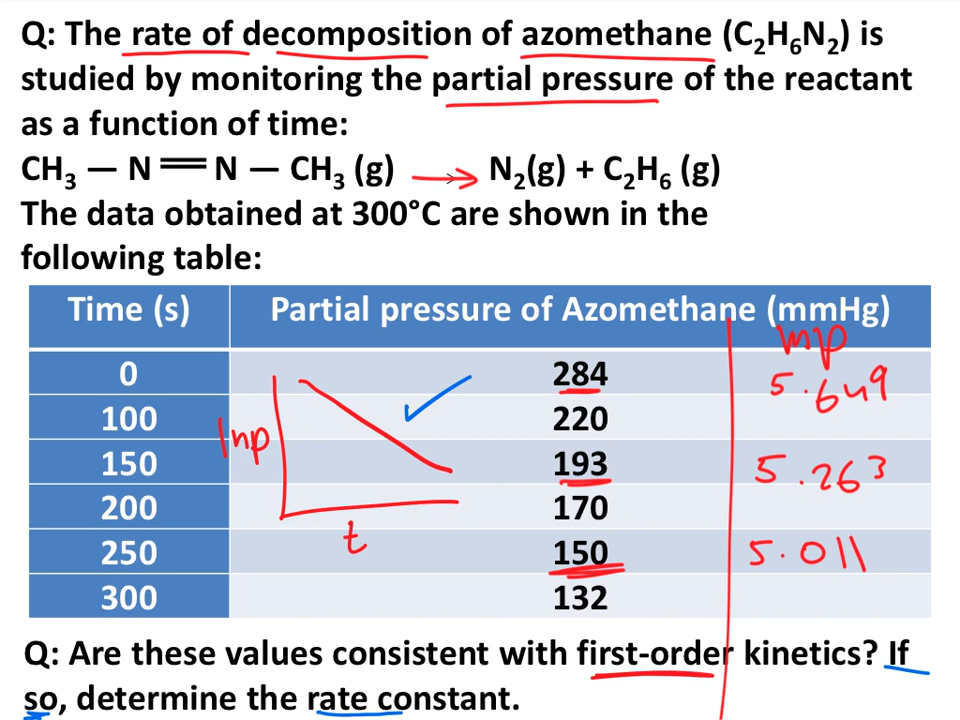 Q: The rate of decomposition of azomethane (C₂H₆N₂) is
studied by monitoring the partial pressure of the reactant
as a function of time:
CH₃ — N ═ N — CH₃ (g) → N₂(g) + C₂H₆ (g)
The data obtained at 300°C are shown in the
following table:
Time (s) Partial pressure of Azomethane (mmHg)
lnp
0 284 5.649
100 220
lnp
150 193 5.263
200 170
t
250 150 5.011
300 132
Q: Are these values consistent with first-order kinetics? If
so, determine the rate constant.